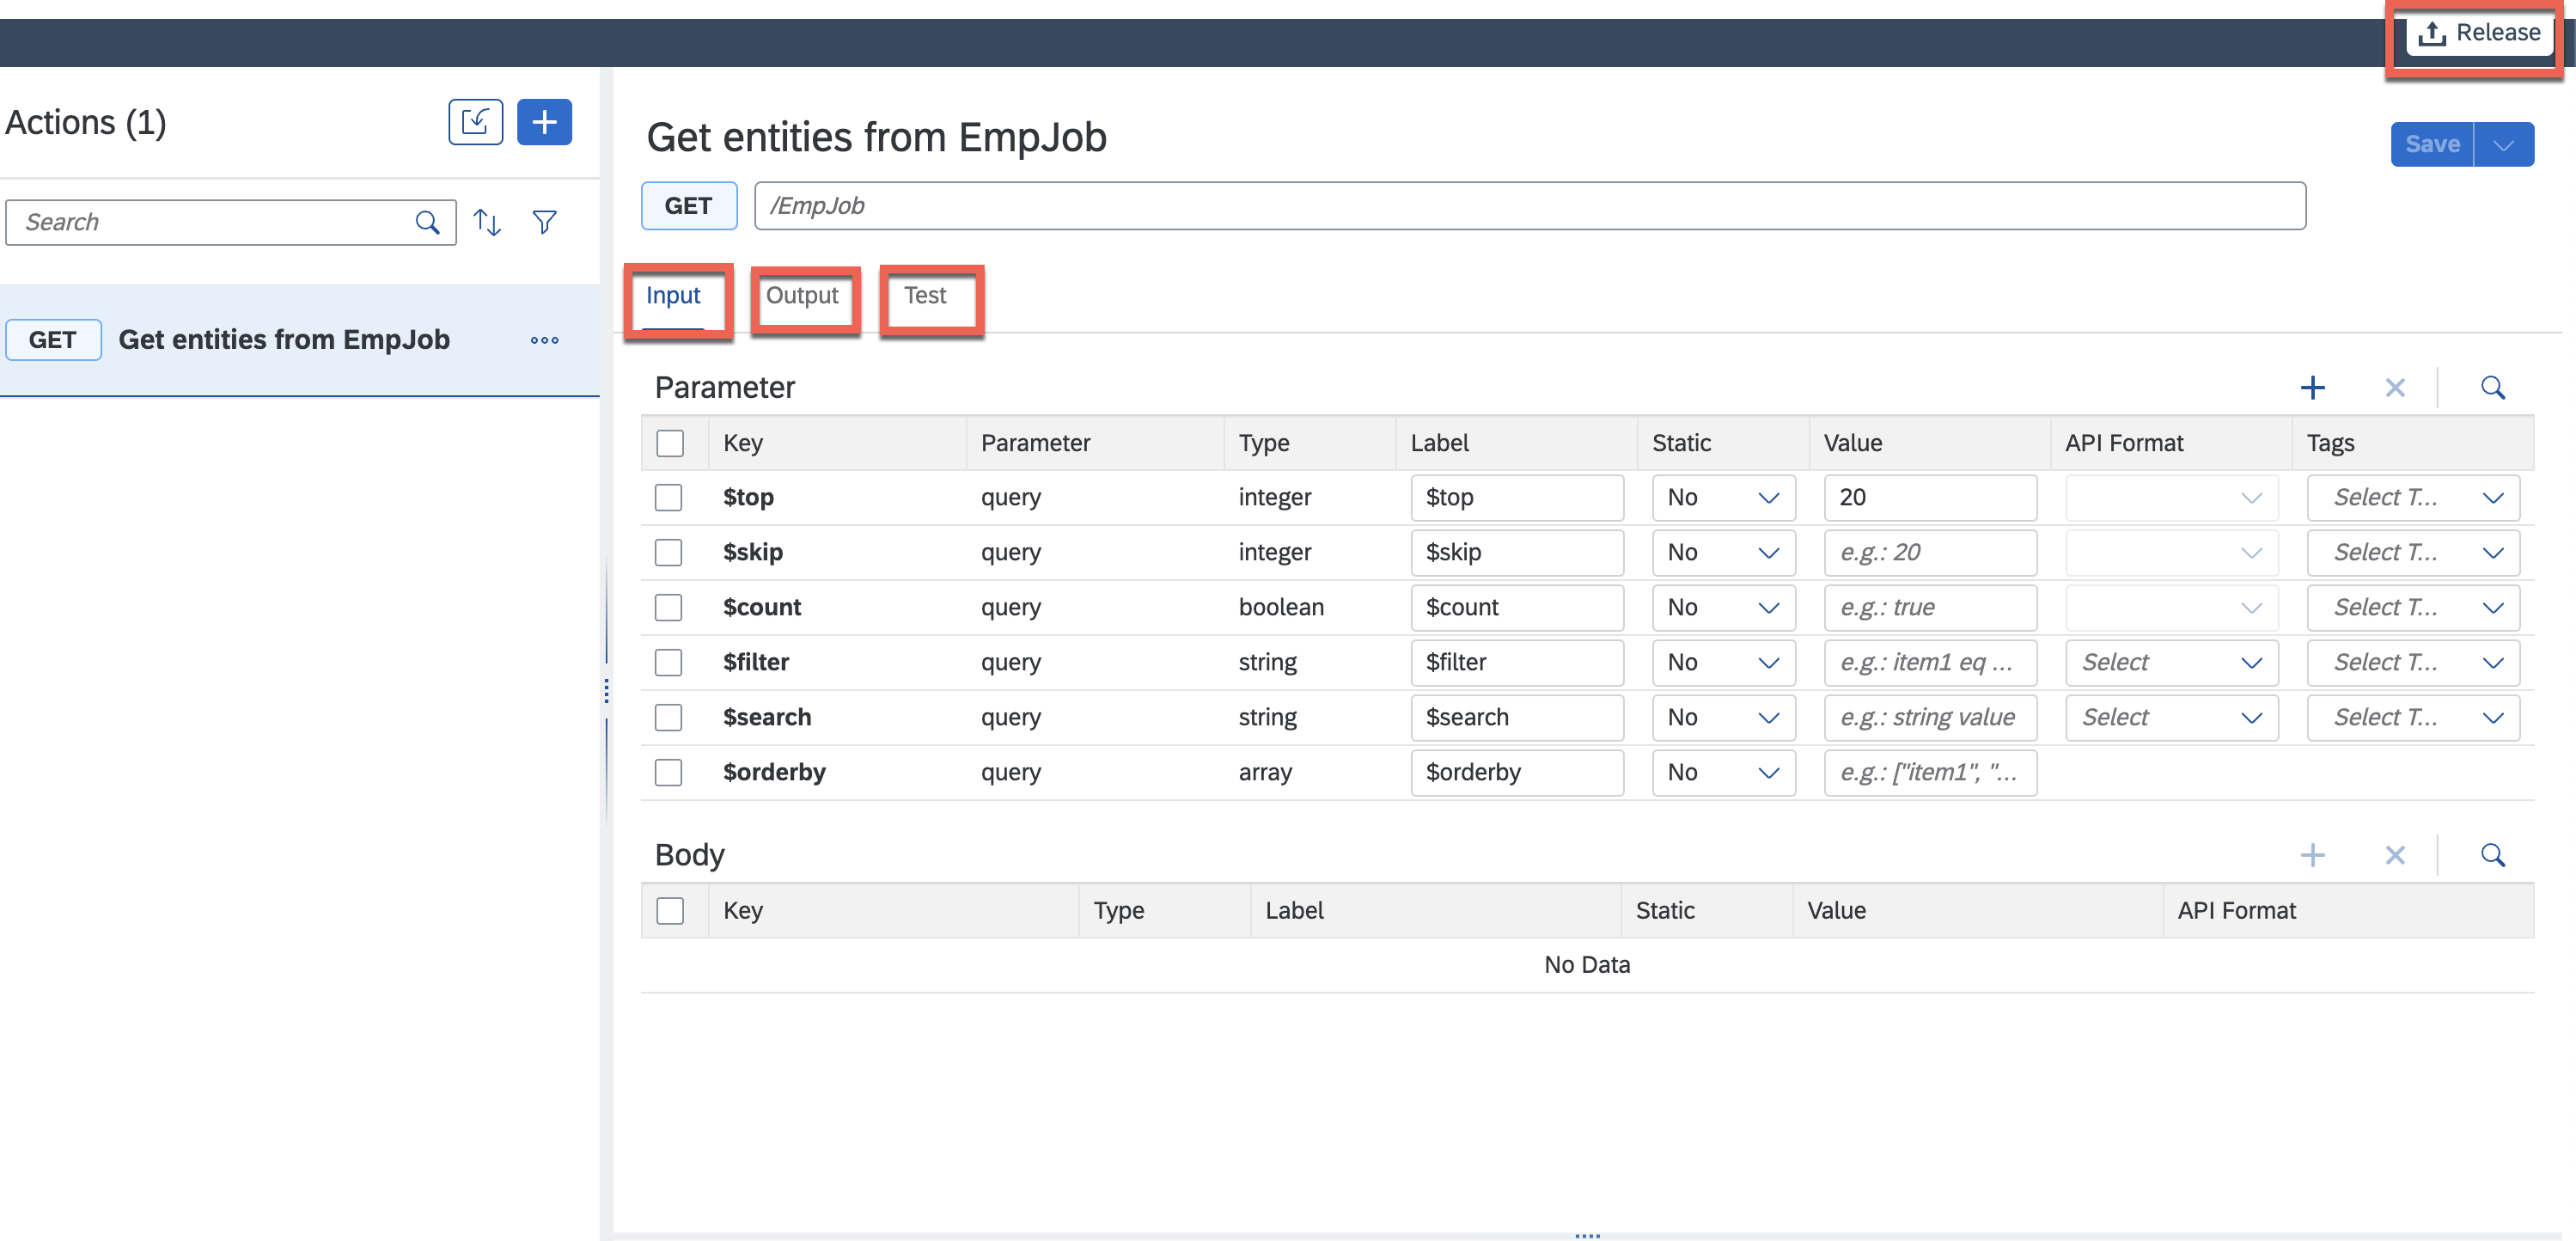 Release
Actions (1)
Search
GET Get entities from EmpJob
Get entities from EmpJob
Save
GET /EmpJob
Input Output Test
Parameter
Key Parameter Type Label Static Value API Format Tags
$top query integer $top No 20 Select T...
$skip query integer $skip No e.g.: 20 Select T...
$count query boolean $count No e.g.: true Select T...
$filter query string $filter No e.g.: item1 eq ... Select Select T...
$search query string $search No e.g.: string value Select Select T...
$orderby query array $orderby No e.g.: ["item1", "...
Body
Key Type Label Static Value API Format
No Data